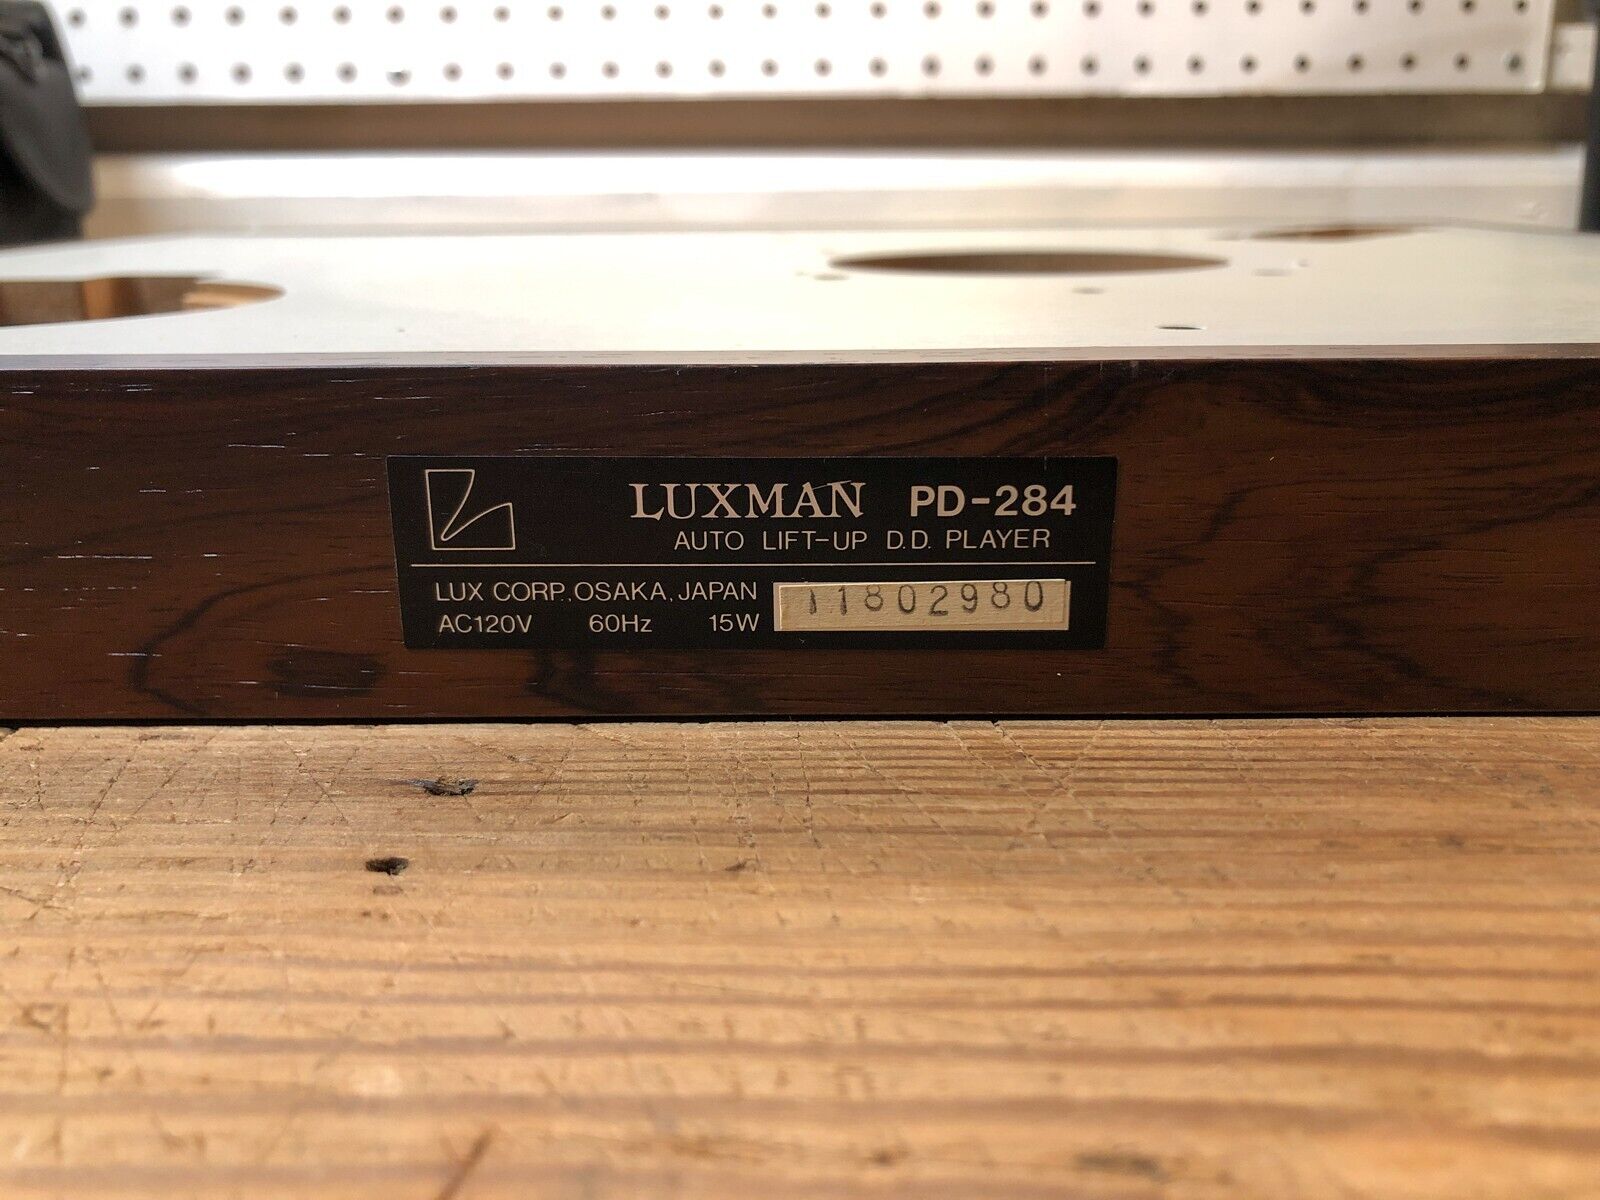 LUXMAN PD-284
AUTO LIFT-UP D.D. PLAYER
LUX CORP., OSAKA, JAPAN
AC120V 60Hz 15W
11802980